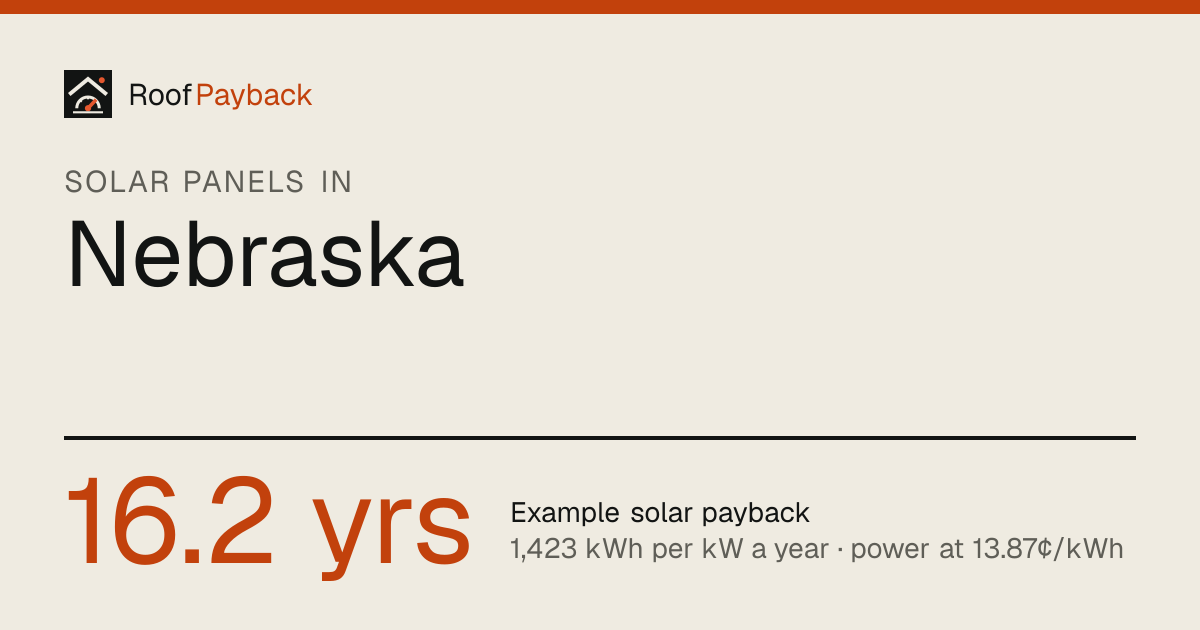 RoofPayback
SOLAR PANELS IN
Nebraska
16.2 yrs
Example solar payback
1,423 kWh per kW a year · power at 13.87¢/kWh